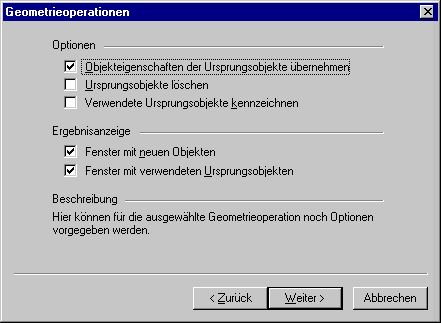 Geometrieoperationen
Optionen
Objekteigenschaften der Ursprungsobjekte übernehmen
Ursprungsobjekte löschen
Verwendete Ursprungsobjekte kennzeichnen
Ergebnisanzeige
Fenster mit neuen Objekten
Fenster mit verwendeten Ursprungsobjekten
Beschreibung
Hier können für die ausgewählte Geometrieoperation noch Optionen
vorgegeben werden.
< Zurück Weiter > Abbrechen